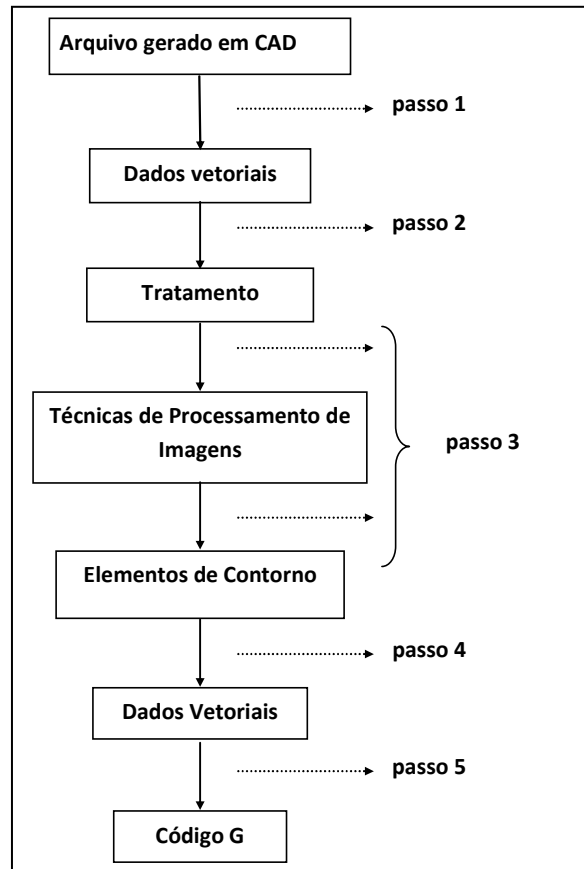 Arquivo gerado em CAD
passo 1
Dados vetoriais
passo 2
Tratamento
Técnicas de Processamento de
Imagens
passo 3
Elementos de Contorno
passo 4
Dados Vetoriais
passo 5
Código G